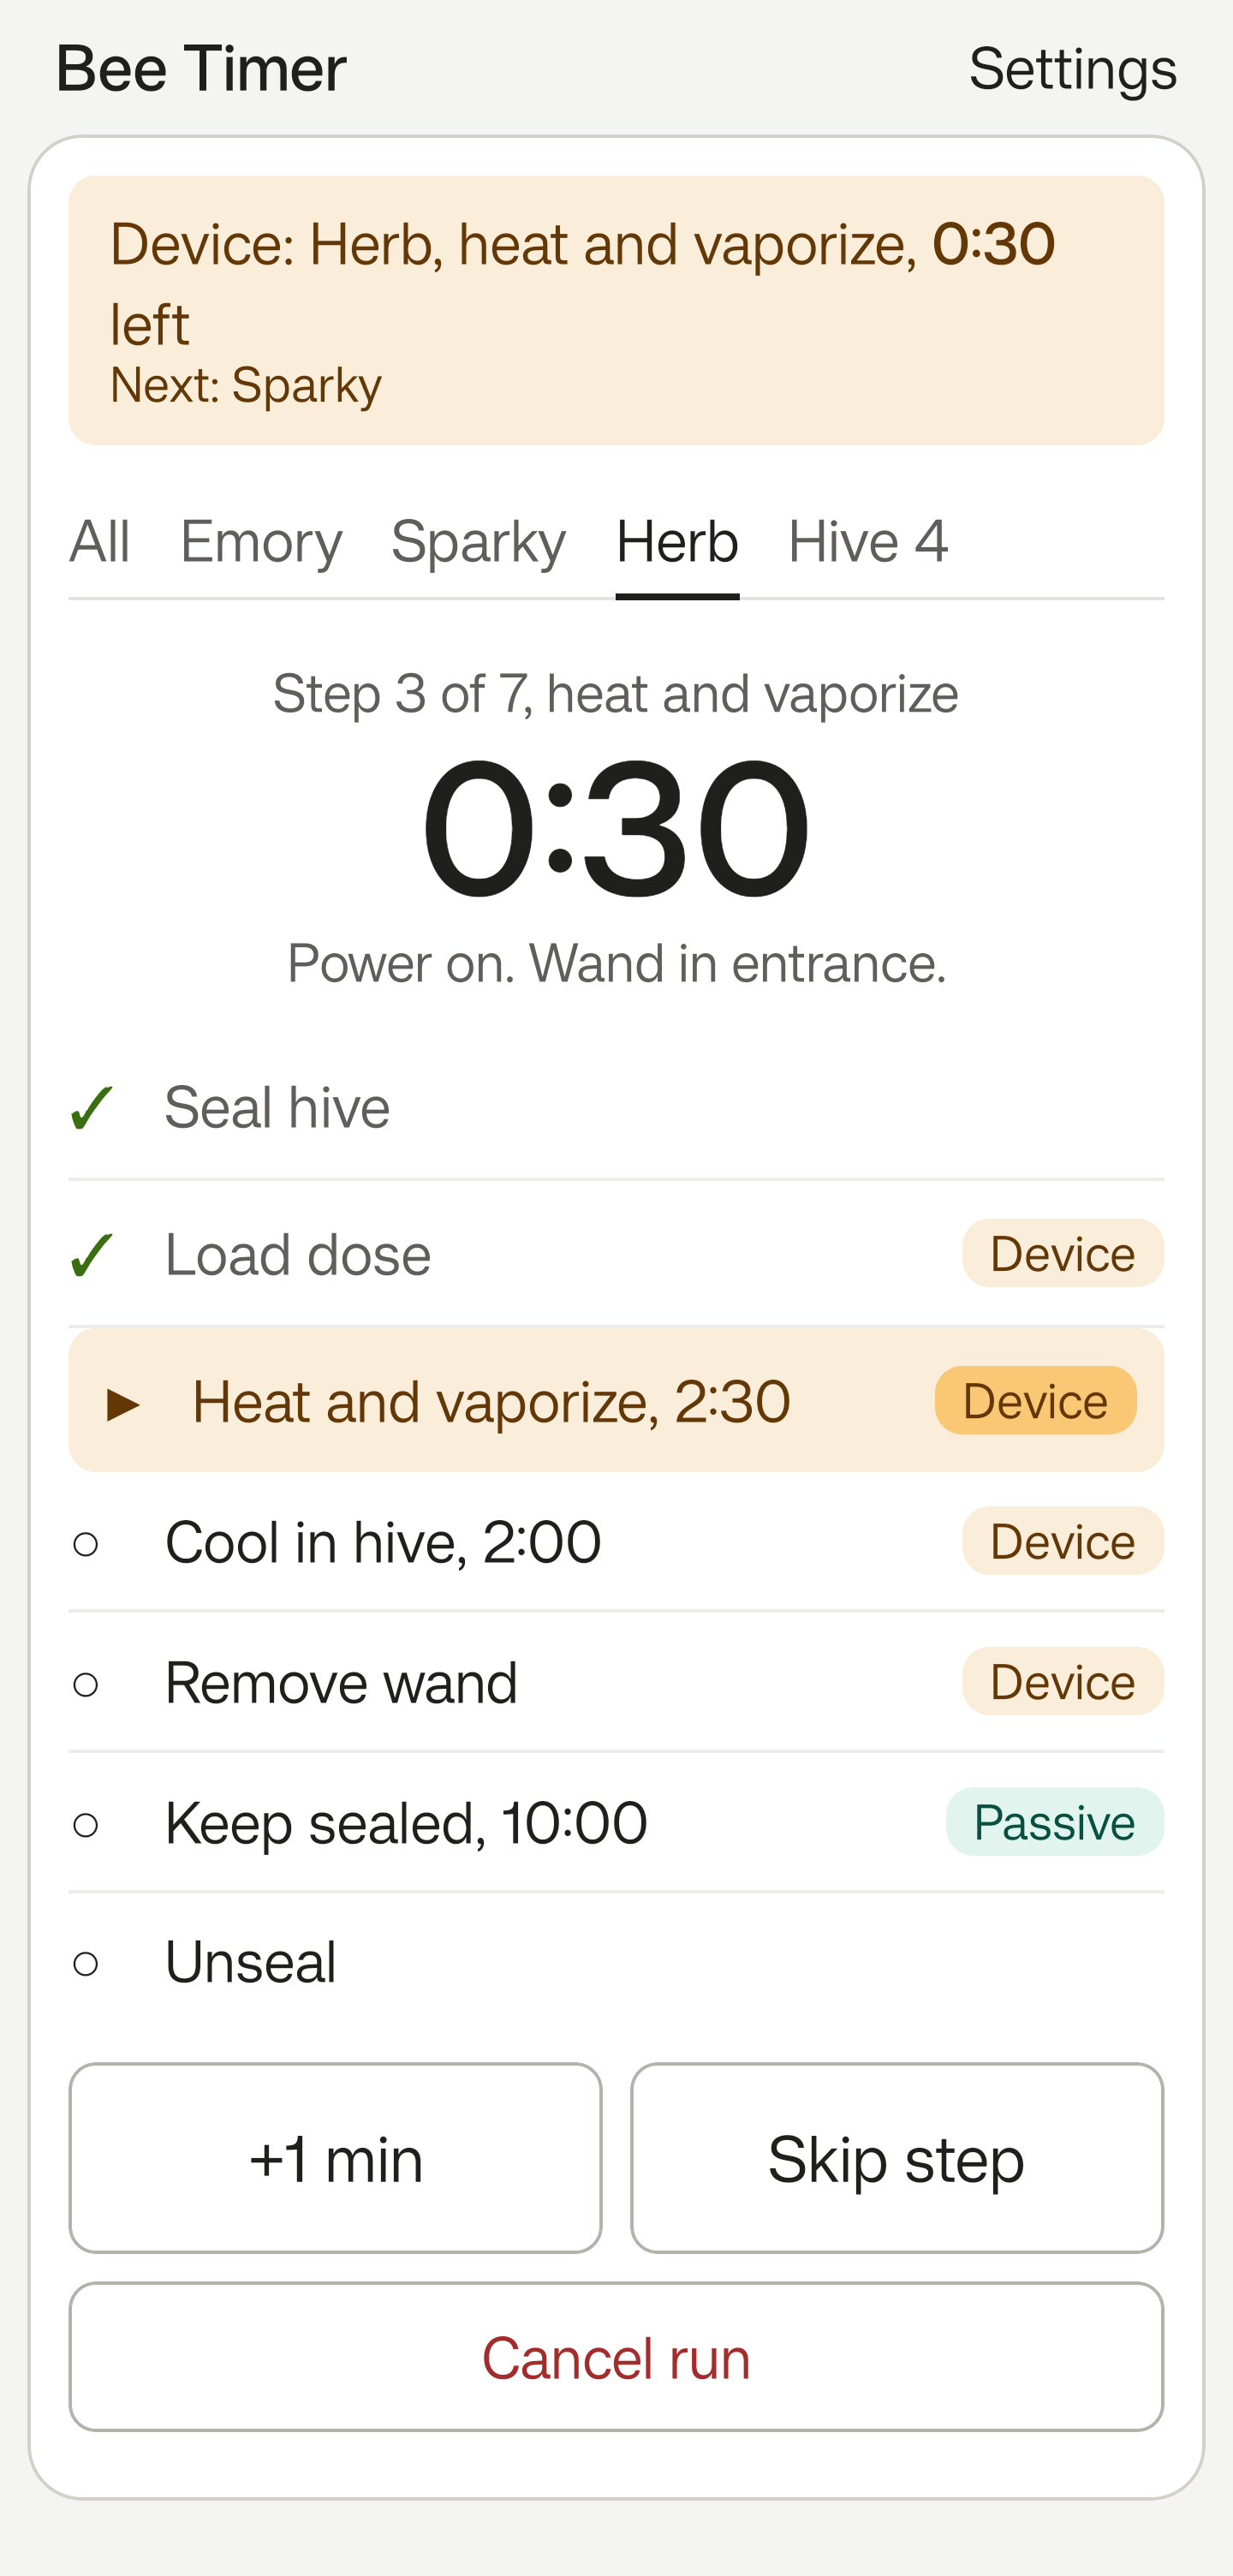 Bee Timer
Settings
Device: Herb, heat and vaporize, 0:30
left
Next: Sparky
All Emory Sparky Herb Hive 4
Step 3 of 7, heat and vaporize
0:30
Power on. Wand in entrance.
✓ Seal hive
✓ Load dose Device
▶ Heat and vaporize, 2:30 Device
○ Cool in hive, 2:00 Device
○ Remove wand Device
○ Keep sealed, 10:00 Passive
○ Unseal
+1 min
Skip step
Cancel run